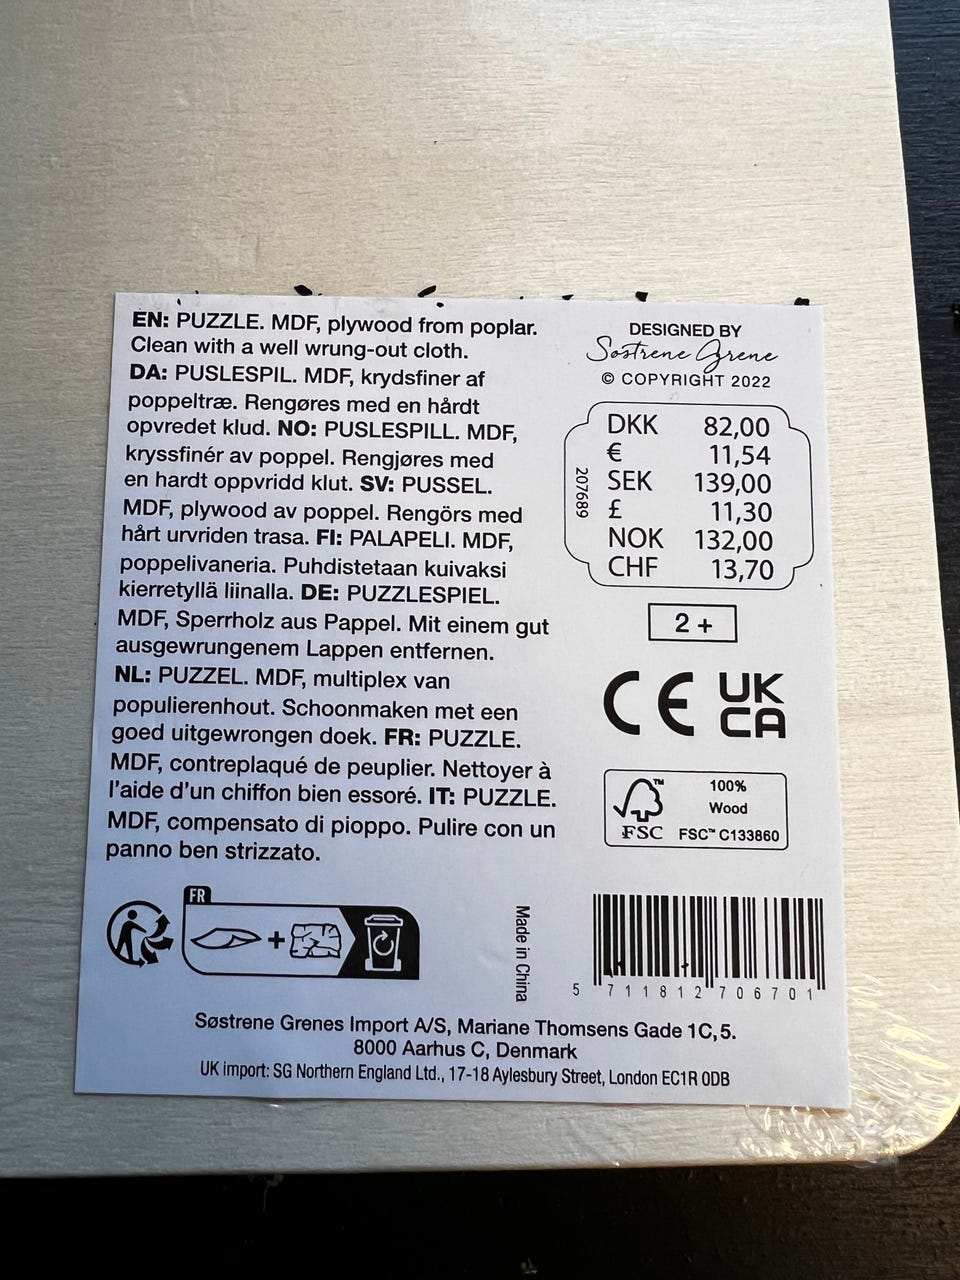 EN: PUZZLE. MDF, plywood from poplar.
Clean with a well wrung-out cloth.
DA: PUSLESPIL. MDF, krydsfiner af
poppeltræ. Rengøres med en hårdt
opvredet klud. NO: PUSLESPILL. MDF,
kryssfinér av poppel. Rengjøres med
en hardt oppvridd klut. SV: PUSSEL.
MDF, plywood av poppel. Rengörs med
hårt urvriden trasa. FI: PALAPELI. MDF,
poppelivaneria. Puhdistetaan kuivaksi
kierretyllä liinalla. DE: PUZZLESPIEL.
MDF, Sperrholz aus Pappel. Mit einem gut
ausgewrungenem Lappen entfernen.
NL: PUZZEL. MDF, multiplex van
populierenhout. Schoonmaken met een
goed uitgewrongen doek. FR: PUZZLE.
MDF, contreplaqué de peuplier. Nettoyer à
l'aide d'un chiffon bien essoré. IT: PUZZLE.
MDF, compensato di pioppo. Pulire con un
panno ben strizzato.
DESIGNED BY
Søstrene Grene
© COPYRIGHT 2022
207689
DKK 82,00
€ 11,54
SEK 139,00
£ 11,30
NOK 132,00
CHF 13,70
2 +
CE
UK
CA
FSC™
100%
Wood
FSC™ C133860
FR
+
Made in China
5 711812 706701
Søstrene Grenes Import A/S, Mariane Thomsens Gade 1C,5.
8000 Aarhus C, Denmark
UK import: SG Northern England Ltd., 17-18 Aylesbury Street, London EC1R 0DB